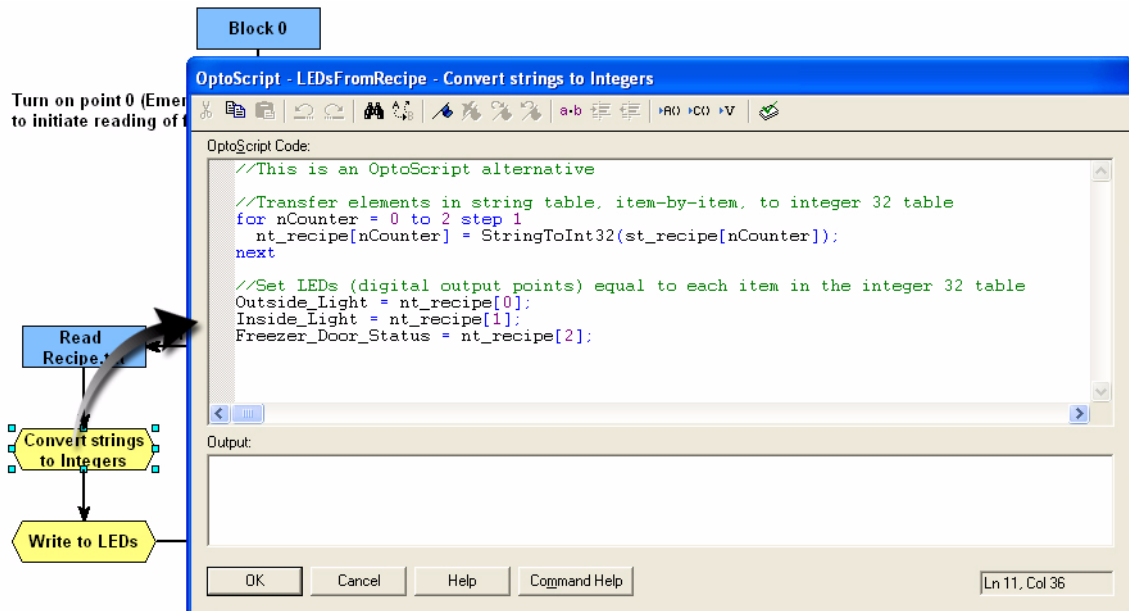 Block 0
Turn on point 0 (Emer
to initiate reading of f
OptoScript - LEDsFromRecipe - Convert strings to Integers
a•b
A() C() V
OptoScript Code:
//This is an OptoScript alternative
//Transfer elements in string table, item-by-item, to integer 32 table
for nCounter = 0 to 2 step 1
nt_recipe[nCounter] = StringToInt32(st_recipe[nCounter]);
next
//Set LEDs (digital output points) equal to each item in the integer 32 table
Outside_Light = nt_recipe[0];
Inside_Light = nt_recipe[1];
Freezer_Door_Status = nt_recipe[2];
Read
Convert strings
to Integers
Write to LEDs
Output:
OK Cancel Help Command Help
Ln 11, Col 36